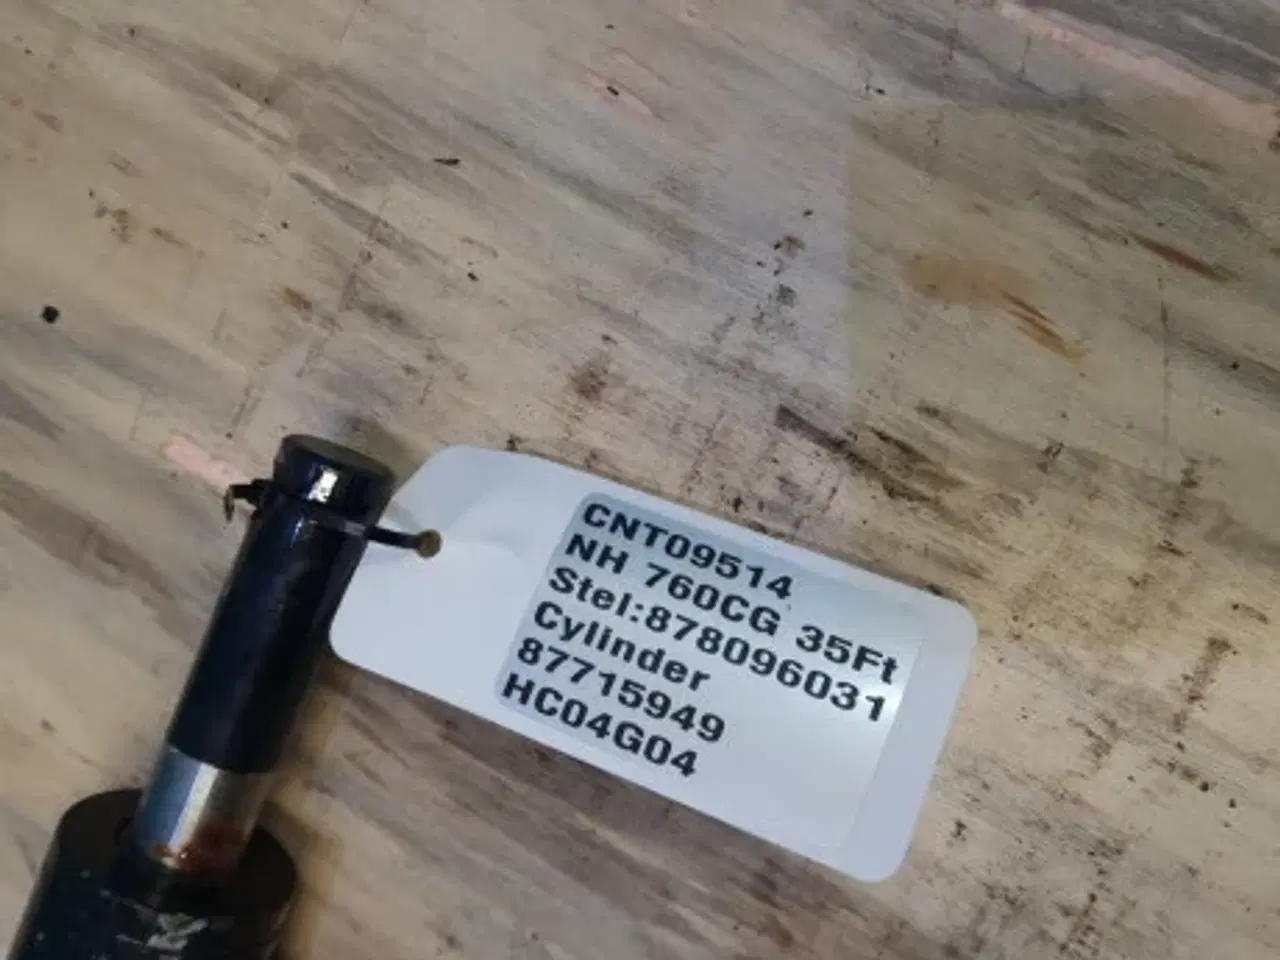 CNT09514
NH 760CG 35Ft
Stel:878096031
Cylinder
87715949
HC04G04